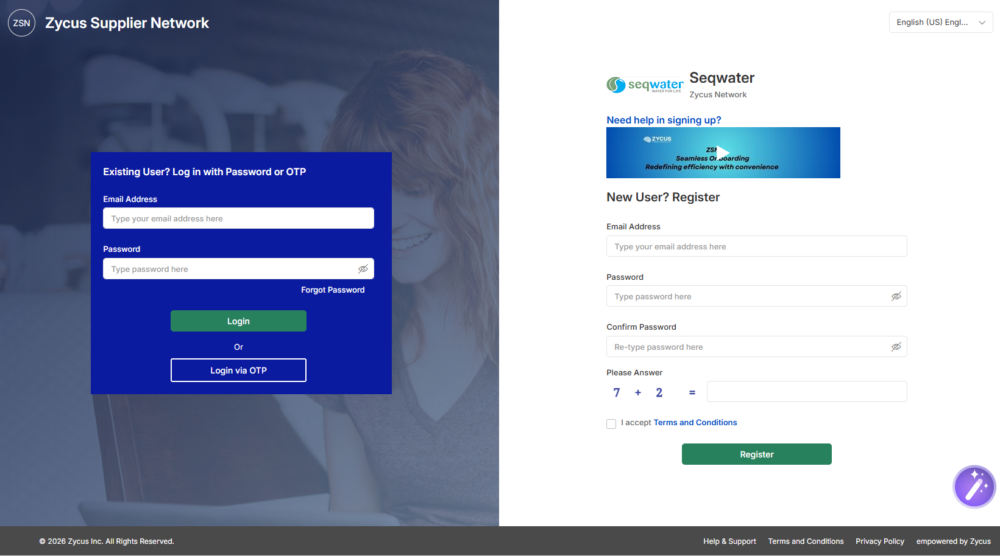 ZSN
Zycus Supplier Network
Existing User? Log in with Password or OTP
Email Address
Type your email address here
Password
Type password here
Forgot Password
Login
Or
Login via OTP
English (US) Engl...
seqwater
WATER FOR LIFE
Seqwater
Zycus Network
Need help in signing up?
ZYCUS
ZSN
Seamless Onboarding
Redefining efficiency with convenience
New User? Register
Email Address
Type your email address here
Password
Type password here
Confirm Password
Re-type password here
Please Answer
7 + 2 =
I accept Terms and Conditions
Register
© 2026 Zycus Inc. All Rights Reserved.
Help & Support Terms and Conditions Privacy Policy empowered by Zycus